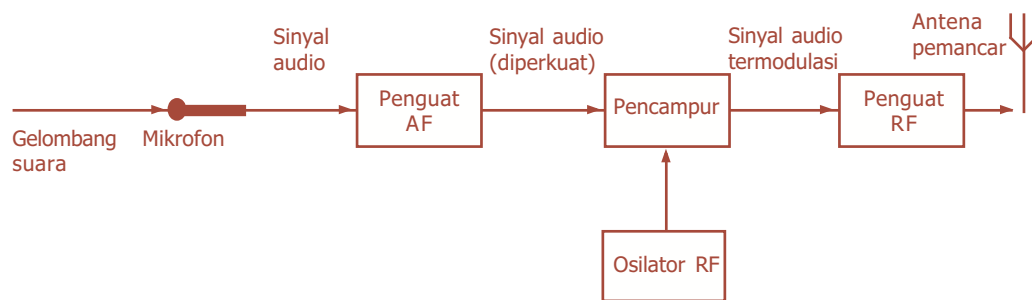 Gelombang
suara
Mikrofon
Sinyal
audio
Penguat
AF
Sinyal audio
(diperkuat)
Pencampur
Osilator RF
Sinyal audio
termodulasi
Penguat
RF
Antena
pemancar